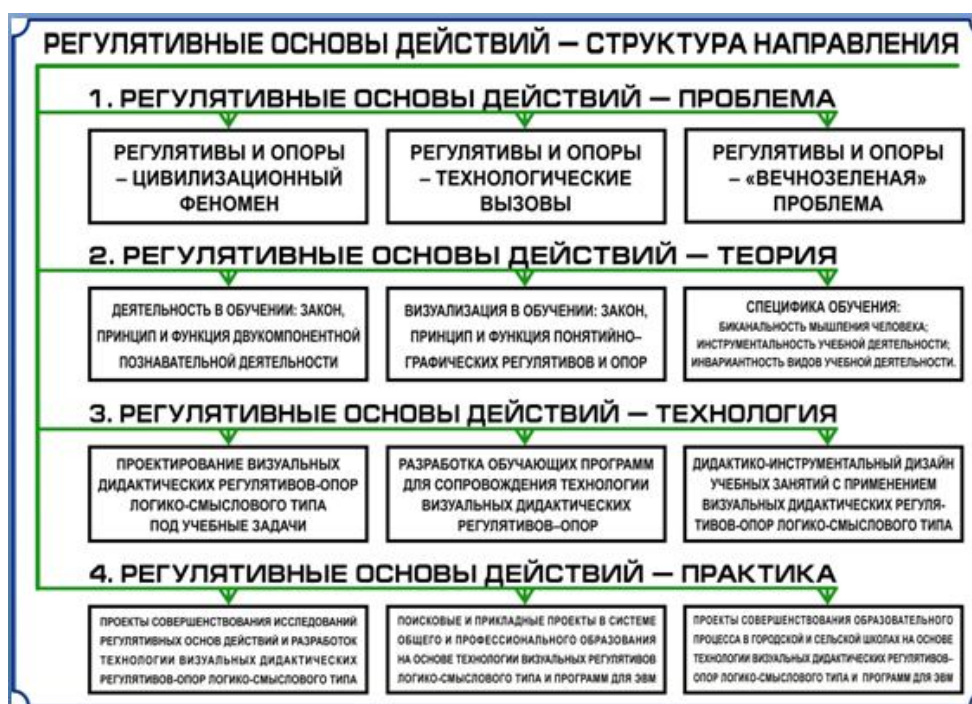 РЕГУЛЯТИВНЫЕ ОСНОВЫ ДЕЙСТВИЙ — СТРУКТУРА НАПРАВЛЕНИЯ
1. РЕГУЛЯТИВНЫЕ ОСНОВЫ ДЕЙСТВИЙ — ПРОБЛЕМА
РЕГУЛЯТИВЫ И ОПОРЫ
– ЦИВИЛИЗАЦИОННЫЙ
ФЕНОМЕН
РЕГУЛЯТИВЫ И ОПОРЫ
– ТЕХНОЛОГИЧЕСКИЕ
ВЫЗОВЫ
РЕГУЛЯТИВЫ И ОПОРЫ
– «ВЕЧНОЗЕЛЕНАЯ»
ПРОБЛЕМА
2. РЕГУЛЯТИВНЫЕ ОСНОВЫ ДЕЙСТВИЙ — ТЕОРИЯ
ДЕЯТЕЛЬНОСТЬ В ОБУЧЕНИИ: ЗАКОН,
ПРИНЦИП И ФУНКЦИЯ ДВУКОМПОНЕНТНОЙ
ПОЗНАВАТЕЛЬНОЙ ДЕЯТЕЛЬНОСТИ
ВИЗУАЛИЗАЦИЯ В ОБУЧЕНИИ: ЗАКОН,
ПРИНЦИП И ФУНКЦИЯ ПОНЯТИЙНО–
ГРАФИЧЕСКИХ РЕГУЛЯТИВОВ И ОПОР
СПЕЦИФИКА ОБУЧЕНИЯ:
БИКАНАЛЬНОСТЬ МЫШЛЕНИЯ ЧЕЛОВЕКА;
ИНСТРУМЕНТАЛЬНОСТЬ УЧЕБНОЙ ДЕЯТЕЛЬНОСТИ;
ИНВАРИАНТНОСТЬ ВИДОВ УЧЕБНОЙ ДЕЯТЕЛЬНОСТИ.
3. РЕГУЛЯТИВНЫЕ ОСНОВЫ ДЕЙСТВИЙ — ТЕХНОЛОГИЯ
ПРОЕКТИРОВАНИЕ ВИЗУАЛЬНЫХ
ДИДАКТИЧЕСКИХ РЕГУЛЯТИВОВ-ОПОР
ЛОГИКО-СМЫСЛОВОГО ТИПА
ПОД УЧЕБНЫЕ ЗАДАЧИ
РАЗРАБОТКА ОБУЧАЮЩИХ ПРОГРАММ
ДЛЯ СОПРОВОЖДЕНИЯ ТЕХНОЛОГИИ
ВИЗУАЛЬНЫХ ДИДАКТИЧЕСКИХ
РЕГУЛЯТИВОВ–ОПОР
ДИДАКТИКО-ИНСТРУМЕНТАЛЬНЫЙ ДИЗАЙН
УЧЕБНЫХ ЗАНЯТИЙ С ПРИМЕНЕНИЕМ
ВИЗУАЛЬНЫХ ДИДАКТИЧЕСКИХ РЕГУЛЯ-
ТИВОВ-ОПОР ЛОГИКО-СМЫСЛОВОГО ТИПА
4. РЕГУЛЯТИВНЫЕ ОСНОВЫ ДЕЙСТВИЙ — ПРАКТИКА
ПРОЕКТЫ СОВЕРШЕНСТВОВАНИЯ ИССЛЕДОВАНИЙ
РЕГУЛЯТИВНЫХ ОСНОВ ДЕЙСТВИЙ И РАЗРАБОТОК
ТЕХНОЛОГИИ ВИЗУАЛЬНЫХ ДИДАКТИЧЕСКИХ
РЕГУЛЯТИВОВ-ОПОР ЛОГИКО-СМЫСЛОВОГО ТИПА
ПОИСКОВЫЕ И ПРИКЛАДНЫЕ ПРОЕКТЫ В СИСТЕМЕ
ОБЩЕГО И ПРОФЕССИОНАЛЬНОГО ОБРАЗОВАНИЯ
НА ОСНОВЕ ТЕХНОЛОГИИ ВИЗУАЛЬНЫХ РЕГУЛЯТИВОВ
ЛОГИКО-СМЫСЛОВОГО ТИПА И ПРОГРАММ ДЛЯ ЭВМ
ПРОЕКТЫ СОВЕРШЕНСТВОВАНИЯ ОБРАЗОВАТЕЛЬНОГО
ПРОЦЕССА В ГОРОДСКОЙ И СЕЛЬСКОЙ ШКОЛАХ НА ОСНОВЕ
ТЕХНОЛОГИИ ВИЗУАЛЬНЫХ ДИДАКТИЧЕСКИХ РЕГУЛЯТИВОВ–
ОПОР ЛОГИКО-СМЫСЛОВОГО ТИПА И ПРОГРАММ ДЛЯ ЭВМ